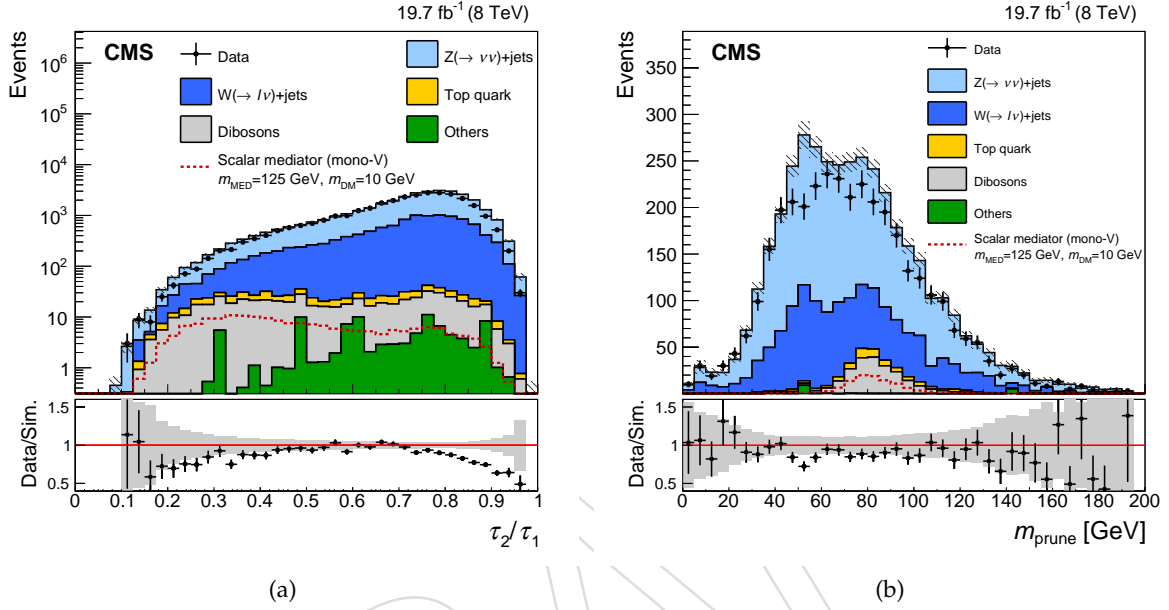 19.7 fb⁻¹ (8 TeV)
Events
CMS
Data
Z(→ νν)+jets
W(→ lν)+jets
Top quark
Dibosons
Others
Scalar mediator (mono-V)
m_MED=125 GeV, m_DM=10 GeV
10⁶
10⁵
10⁴
10³
10²
10
1
Data/Sim.
1.5
1
0.5
0 0.1 0.2 0.3 0.4 0.5 0.6 0.7 0.8 0.9 1
τ₂/τ₁
(a)
19.7 fb⁻¹ (8 TeV)
Events
CMS
Data
Z(→ νν)+jets
W(→ lν)+jets
Top quark
Dibosons
Others
Scalar mediator (mono-V)
m_MED=125 GeV, m_DM=10 GeV
350
300
250
200
150
100
50
Data/Sim.
1.5
1
0.5
0 20 40 60 80 100 120 140 160 180 200
m_prune [GeV]
(b)